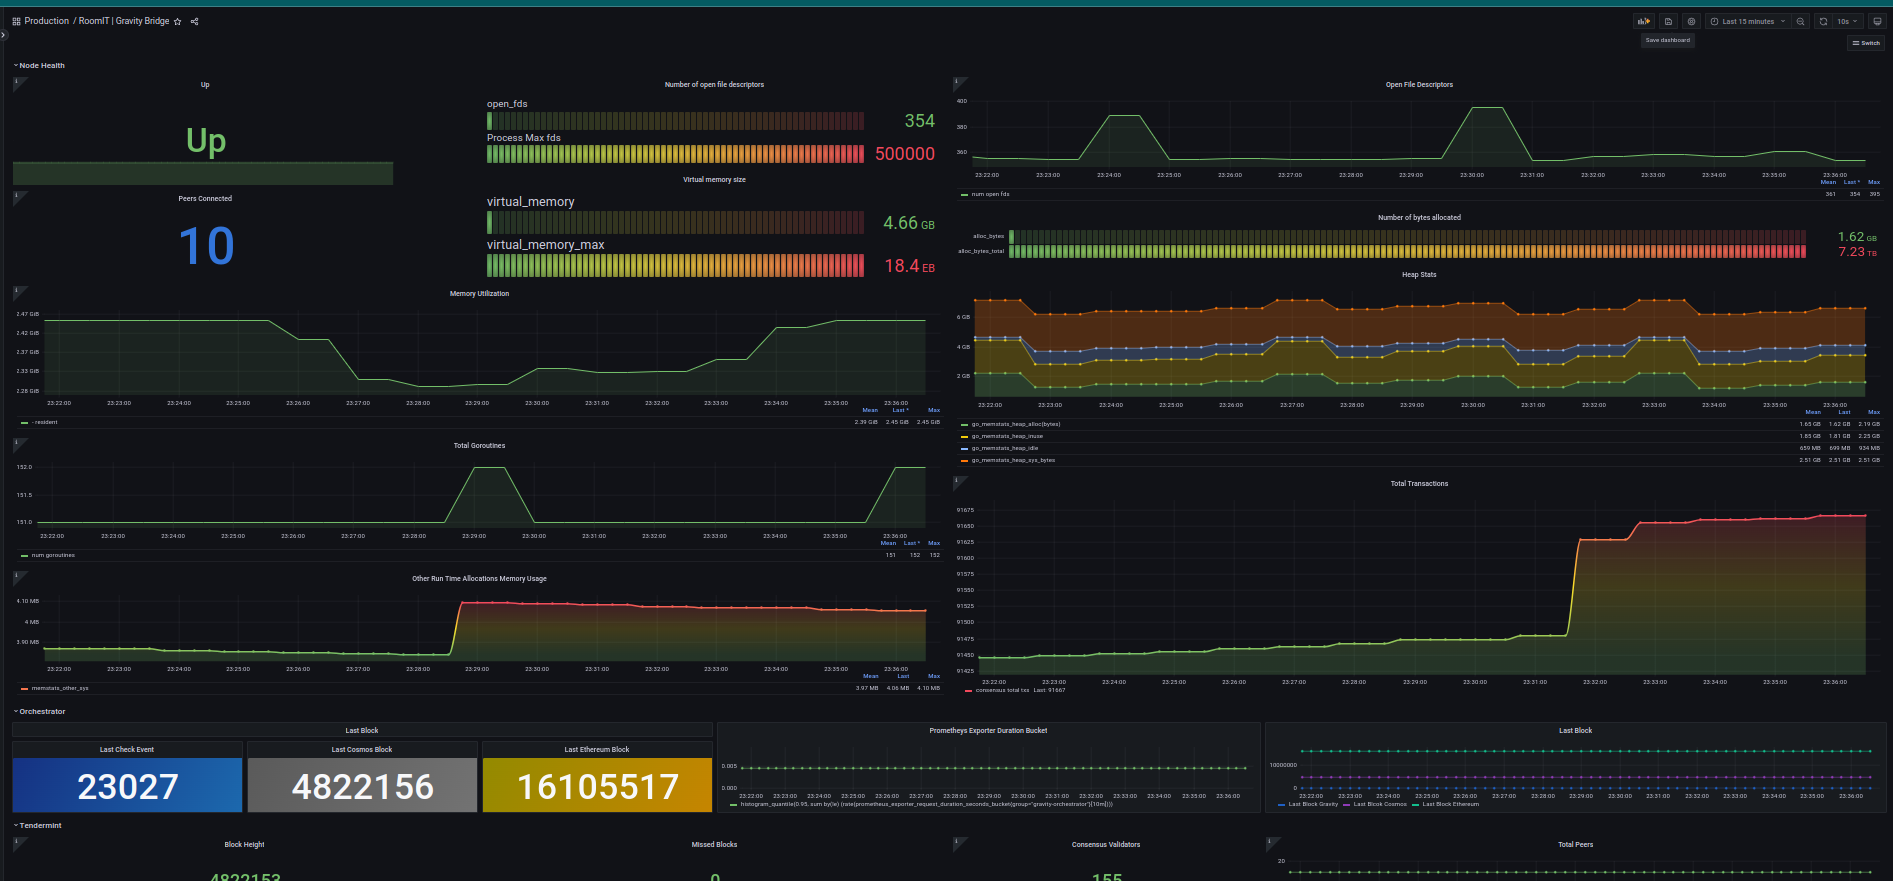 Production / RoomIT | Gravity Bridge
Last 15 minutes
10s
Save dashboard
Switch
Node Health
Up
Up
Peers Connected
10
Number of open file descriptors
open_fds
354
Process Max fds
500000
Virtual memory size
virtual_memory
4.66 GB
virtual_memory_max
18.4 EB
Open File Descriptors
400
380
360
23:22:00 23:23:00 23:24:00 23:25:00 23:26:00 23:27:00 23:28:00 23:29:00 23:30:00 23:31:00 23:32:00 23:33:00 23:34:00 23:35:00 23:36:00
Mean Last * Max
num open fds 361 354 395
Number of bytes allocated
alloc_bytes 1.62 GB
alloc_bytes_total 7.23 TB
Memory Utilization
2.47 GiB
2.42 GiB
2.37 GiB
2.33 GiB
2.28 GiB
23:22:00 23:23:00 23:24:00 23:25:00 23:26:00 23:27:00 23:28:00 23:29:00 23:30:00 23:31:00 23:32:00 23:33:00 23:34:00 23:35:00 23:36:00
Mean Last * Max
- resident 2.39 GiB 2.45 GiB 2.45 GiB
Heap Stats
6 GB
4 GB
2 GB
23:22:00 23:23:00 23:24:00 23:25:00 23:26:00 23:27:00 23:28:00 23:29:00 23:30:00 23:31:00 23:32:00 23:33:00 23:34:00 23:35:00 23:36:00
Mean Last Max
go_memstats_heap_alloc(bytes) 1.65 GB 1.62 GB 2.19 GB
go_memstats_heap_inuse 1.85 GB 1.81 GB 2.25 GB
go_memstats_heap_idle 659 MB 699 MB 934 MB
go_memstats_heap_sys_bytes 2.51 GB 2.51 GB 2.51 GB
Total Goroutines
152.0
151.5
151.0
23:22:00 23:23:00 23:24:00 23:25:00 23:26:00 23:27:00 23:28:00 23:29:00 23:30:00 23:31:00 23:32:00 23:33:00 23:34:00 23:35:00 23:36:00
Mean Last * Max
num goroutines 151 152 152
Other Run Time Allocations Memory Usage
4.10 MB
4 MB
3.90 MB
23:22:00 23:23:00 23:24:00 23:25:00 23:26:00 23:27:00 23:28:00 23:29:00 23:30:00 23:31:00 23:32:00 23:33:00 23:34:00 23:35:00 23:36:00
Mean Last Max
memstats_other_sys 3.97 MB 4.06 MB 4.10 MB
Total Transactions
91675
91650
91625
91600
91575
91550
91525
91500
91475
91450
91425
23:22:00 23:23:00 23:24:00 23:25:00 23:26:00 23:27:00 23:28:00 23:29:00 23:30:00 23:31:00 23:32:00 23:33:00 23:34:00 23:35:00 23:36:00
consensus total txs Last: 91667
Orchestrator
Last Block
Last Check Event
23027
Last Cosmos Block
4822156
Last Ethereum Block
16105517
Prometheys Exporter Duration Bucket
0.005
0.000
23:22:00 23:23:00 23:24:00 23:25:00 23:26:00 23:27:00 23:28:00 23:29:00 23:30:00 23:31:00 23:32:00 23:33:00 23:34:00 23:35:00 23:36:00
histogram_quantile(0.95, sum by(le) (rate(prometheus_exporter_request_duration_seconds_bucket{group="gravity-orchestrator"}[10m])))
Last Block
10000000
0
23:22:00 23:23:00 23:24:00 23:25:00 23:26:00 23:27:00 23:28:00 23:29:00 23:30:00 23:31:00 23:32:00 23:33:00 23:34:00 23:35:00 23:36:00
Last Block Gravity Last Blcok Cosmos Last Block Ethereum
Tendermint
Block Height
4822153
Missed Blocks
0
Consensus Validators
155
Total Peers
20